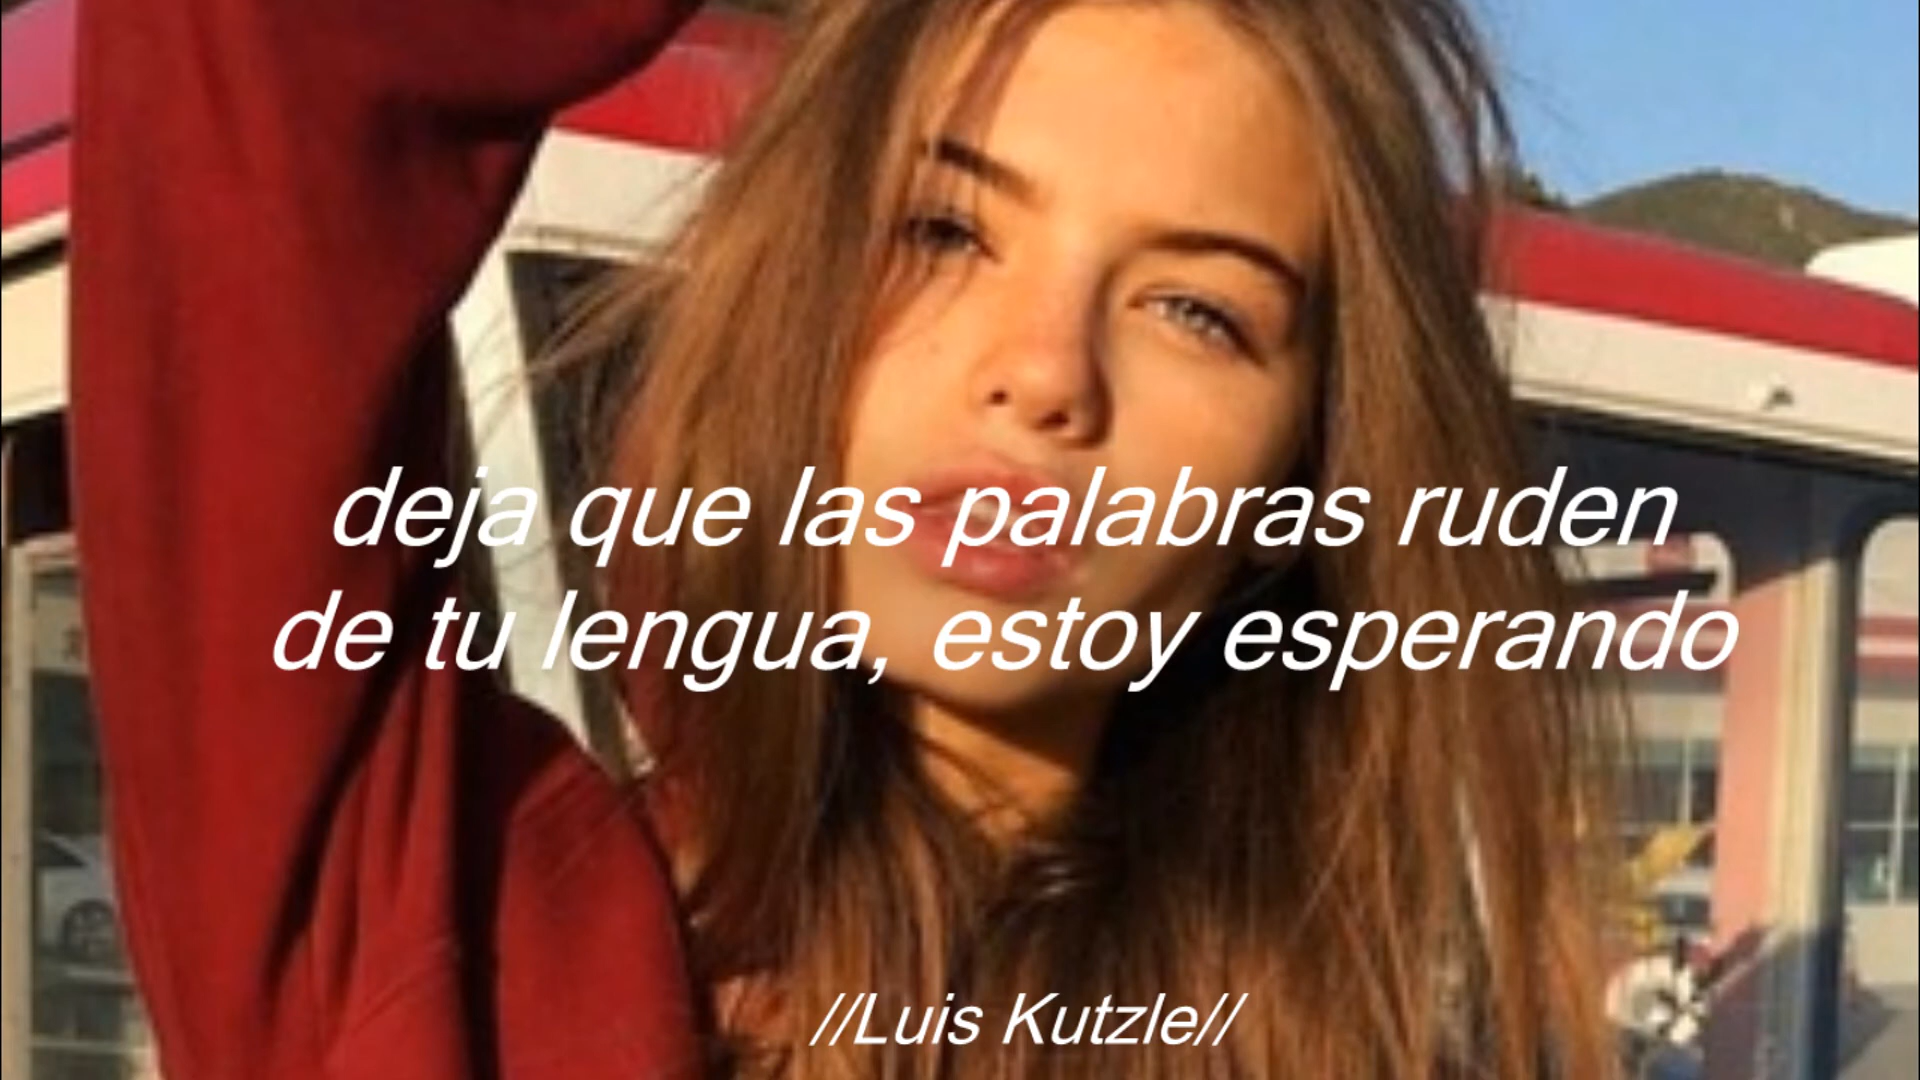 deja que las palabras ruden
de tu lengua, estoy esperando
//Luis Kutzle//